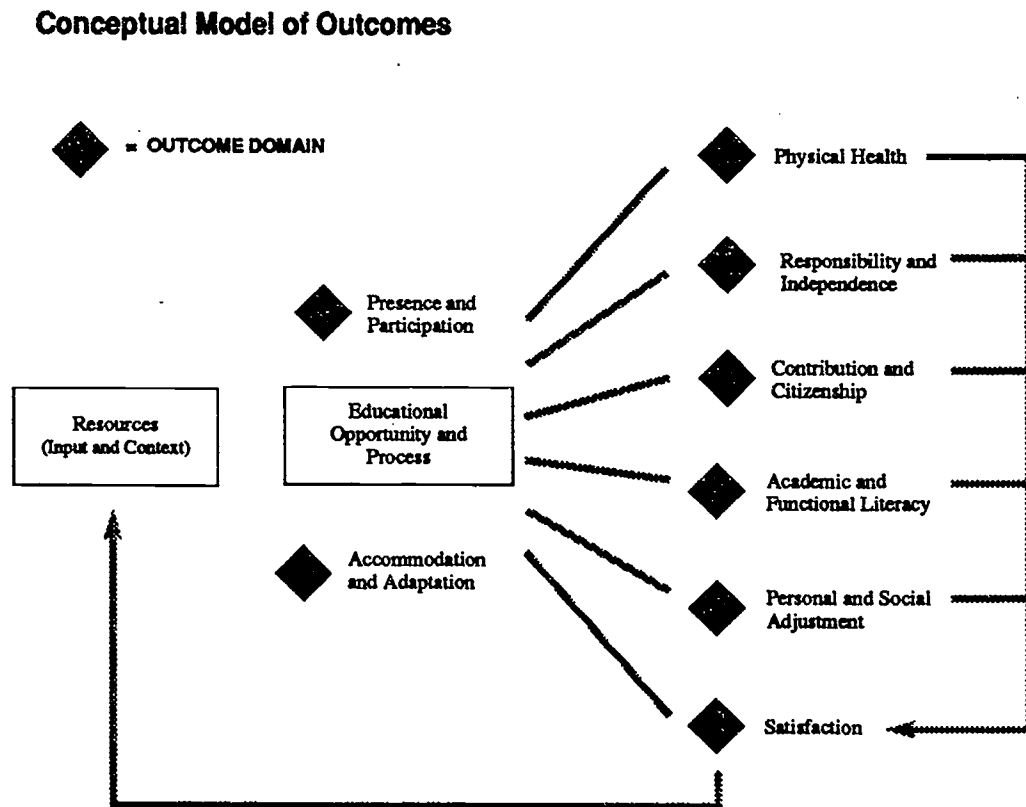 Conceptual Model of Outcomes
= OUTCOME DOMAIN
Physical Health
Responsibility and
Independence
Presence and
Participation
Contribution and
Citizenship
Resources
(Input and Context)
Educational
Opportunity and
Process
Academic and
Functional Literacy
Accommodation
and Adaptation
Personal and Social
Adjustment
Satisfaction